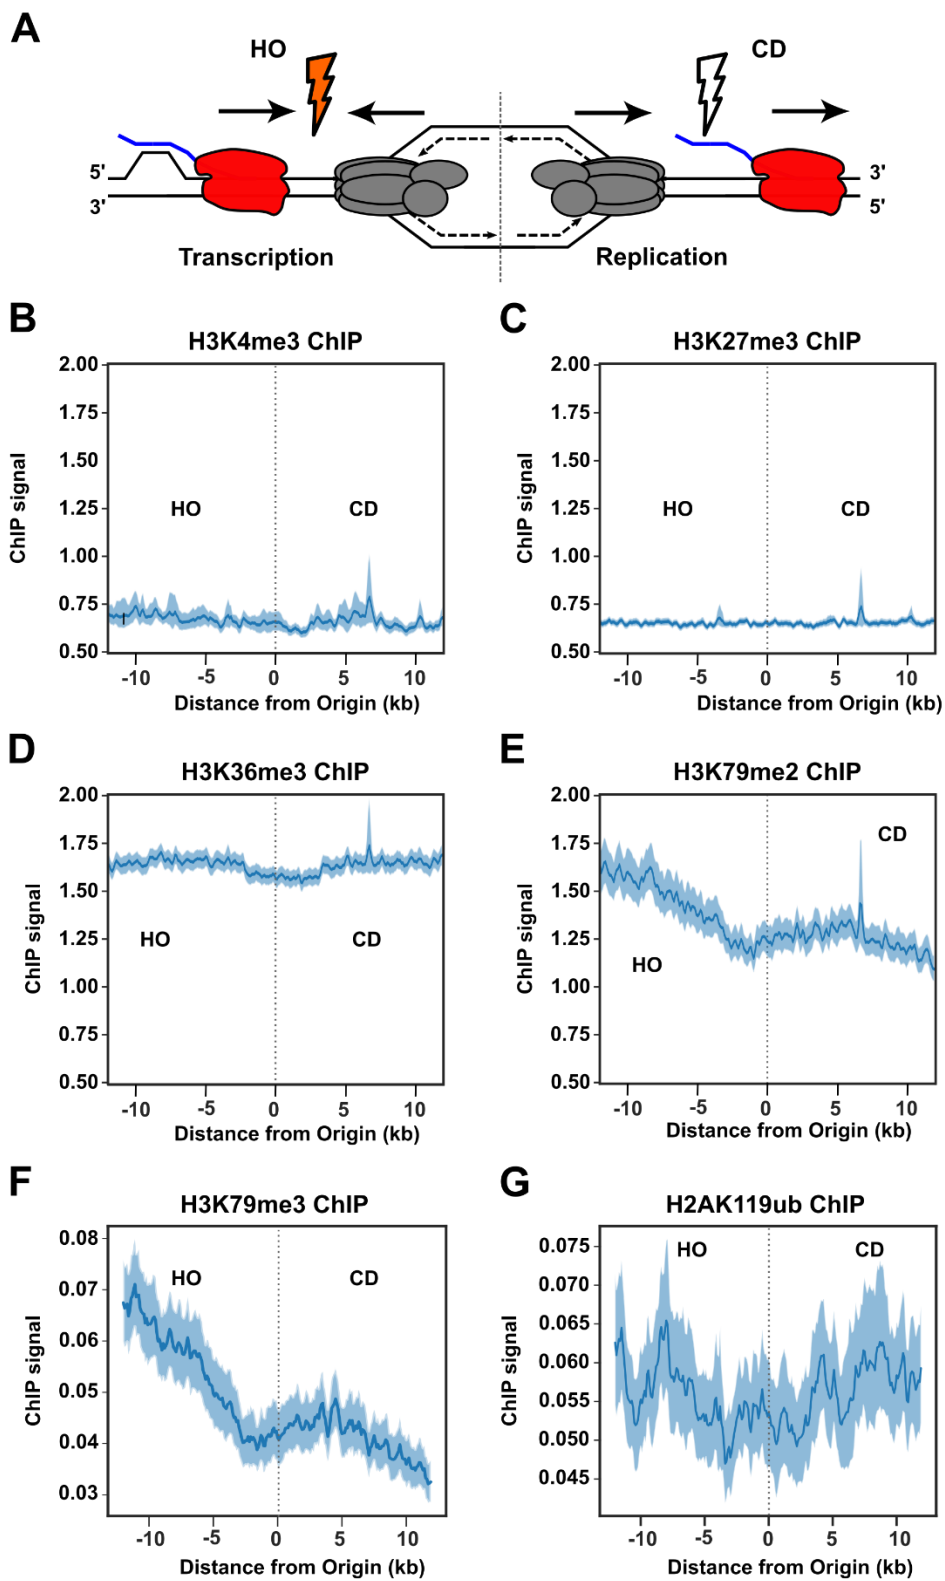 A
HO
CD
5'
3'
3'
5'
Transcription
Replication
B
H3K4me3 ChIP
2.00
1.75
1.50
1.25
1.00
0.75
0.50
ChIP signal
HO
CD
-10
-5
0
5
10
Distance from Origin (kb)
C
H3K27me3 ChIP
2.00
1.75
1.50
1.25
1.00
0.75
0.50
ChIP signal
HO
CD
-10
-5
0
5
10
Distance from Origin (kb)
D
H3K36me3 ChIP
2.00
1.75
1.50
1.25
1.00
0.75
0.50
ChIP signal
HO
CD
-10
-5
0
5
10
Distance from Origin (kb)
E
H3K79me2 ChIP
2.00
1.75
1.50
1.25
1.00
0.75
0.50
ChIP signal
CD
HO
-10
-5
0
5
10
Distance from Origin (kb)
F
H3K79me3 ChIP
0.08
0.07
0.06
0.05
0.04
0.03
ChIP signal
HO
CD
-10
-5
0
5
10
Distance from Origin (kb)
G
H2AK119ub ChIP
0.075
0.070
0.065
0.060
0.055
0.050
0.045
ChIP signal
HO
CD
-10
-5
0
5
10
Distance from Origin (kb)